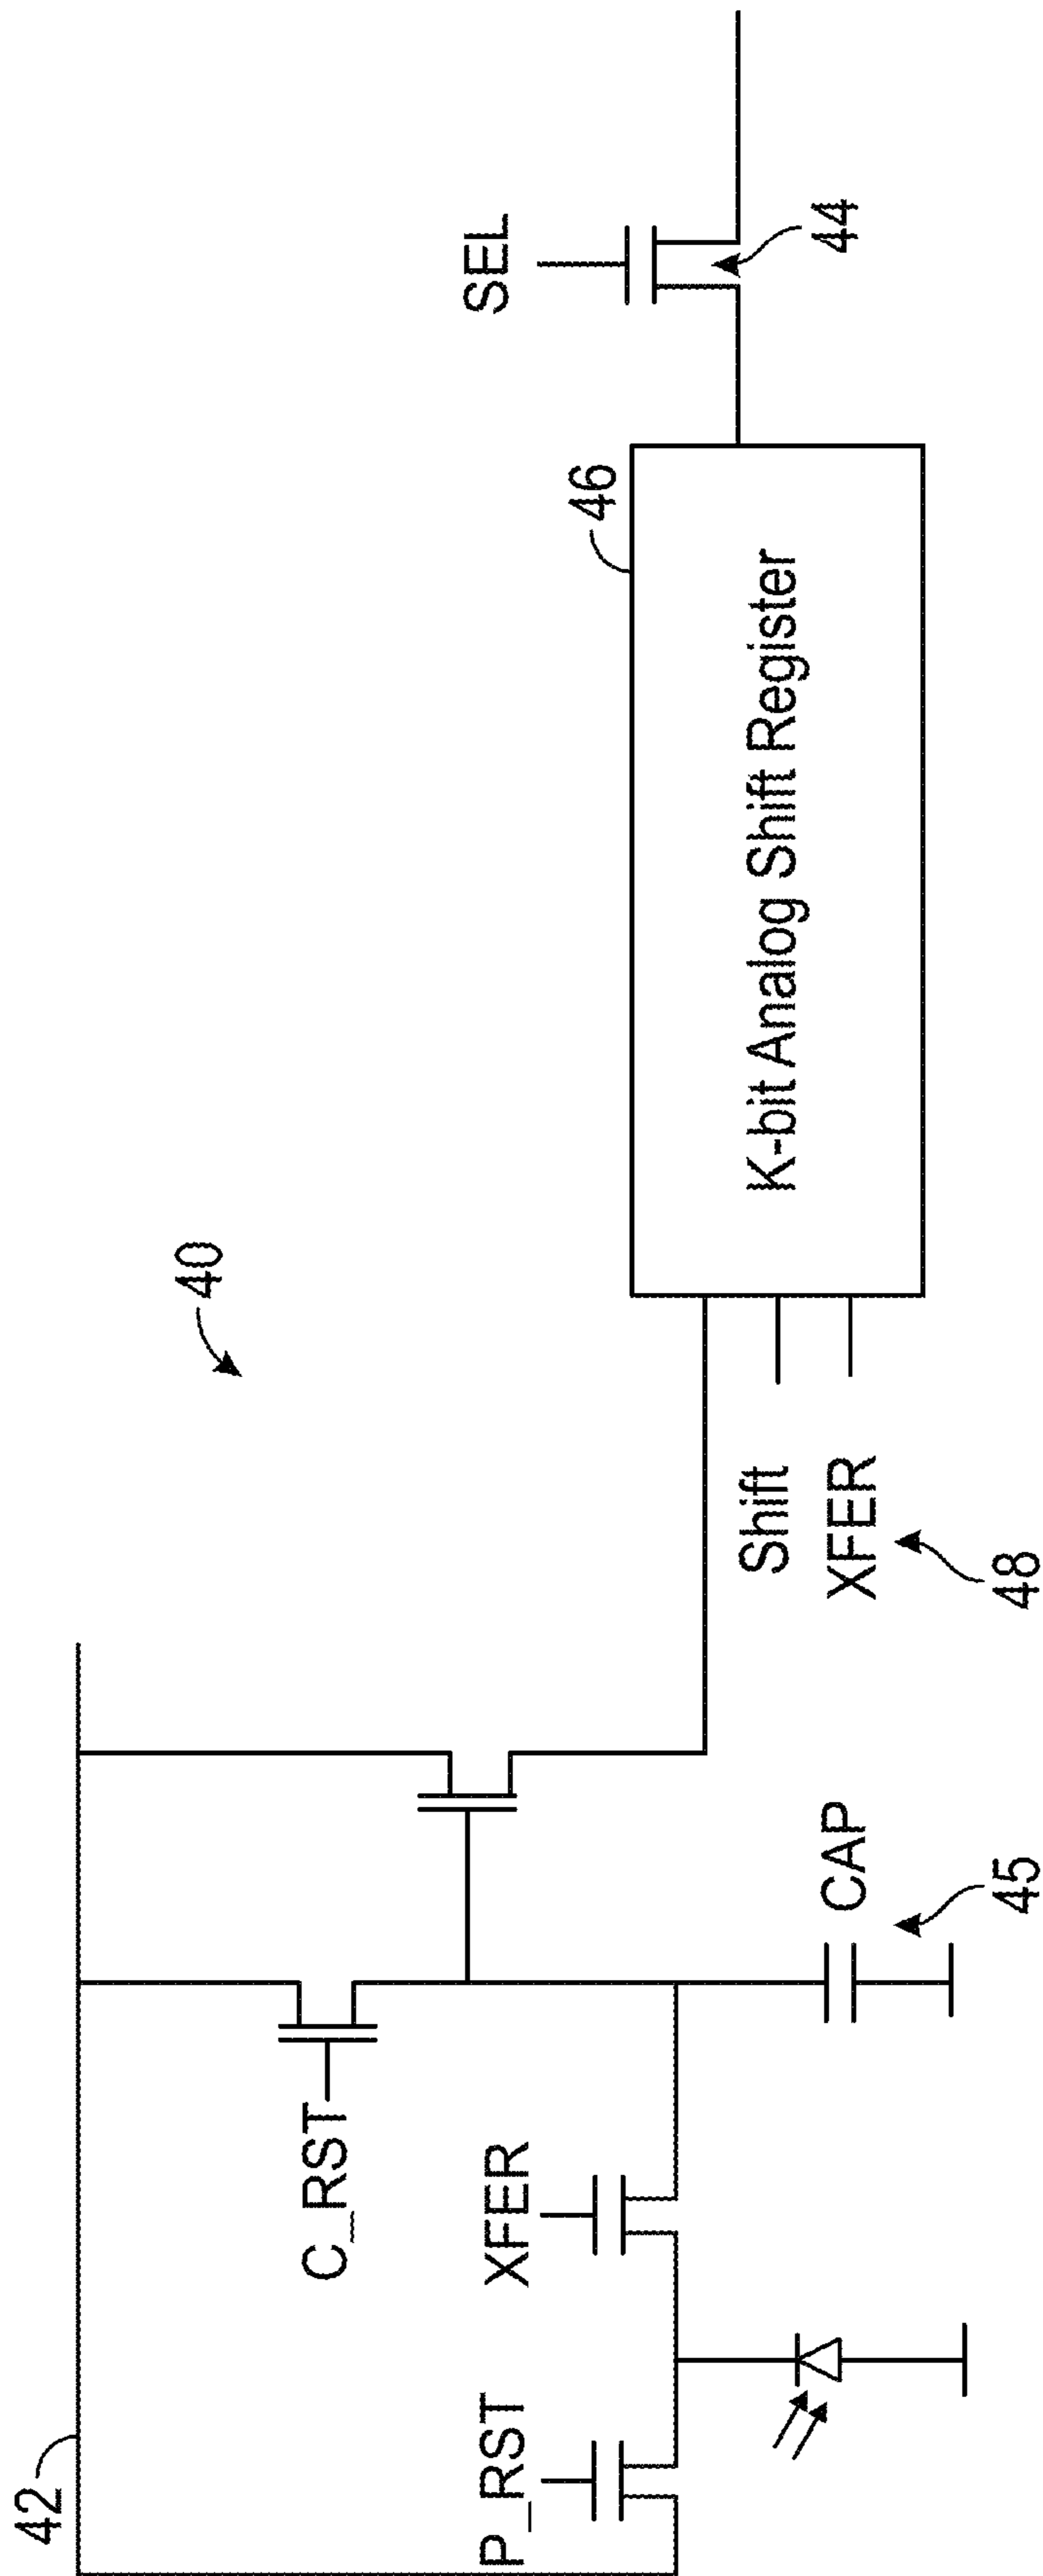 42
P_RST
XFER
C_RST
CAP
45
40
Shift
XFER
48
46
K-bit Analog Shift Register
SEL
44